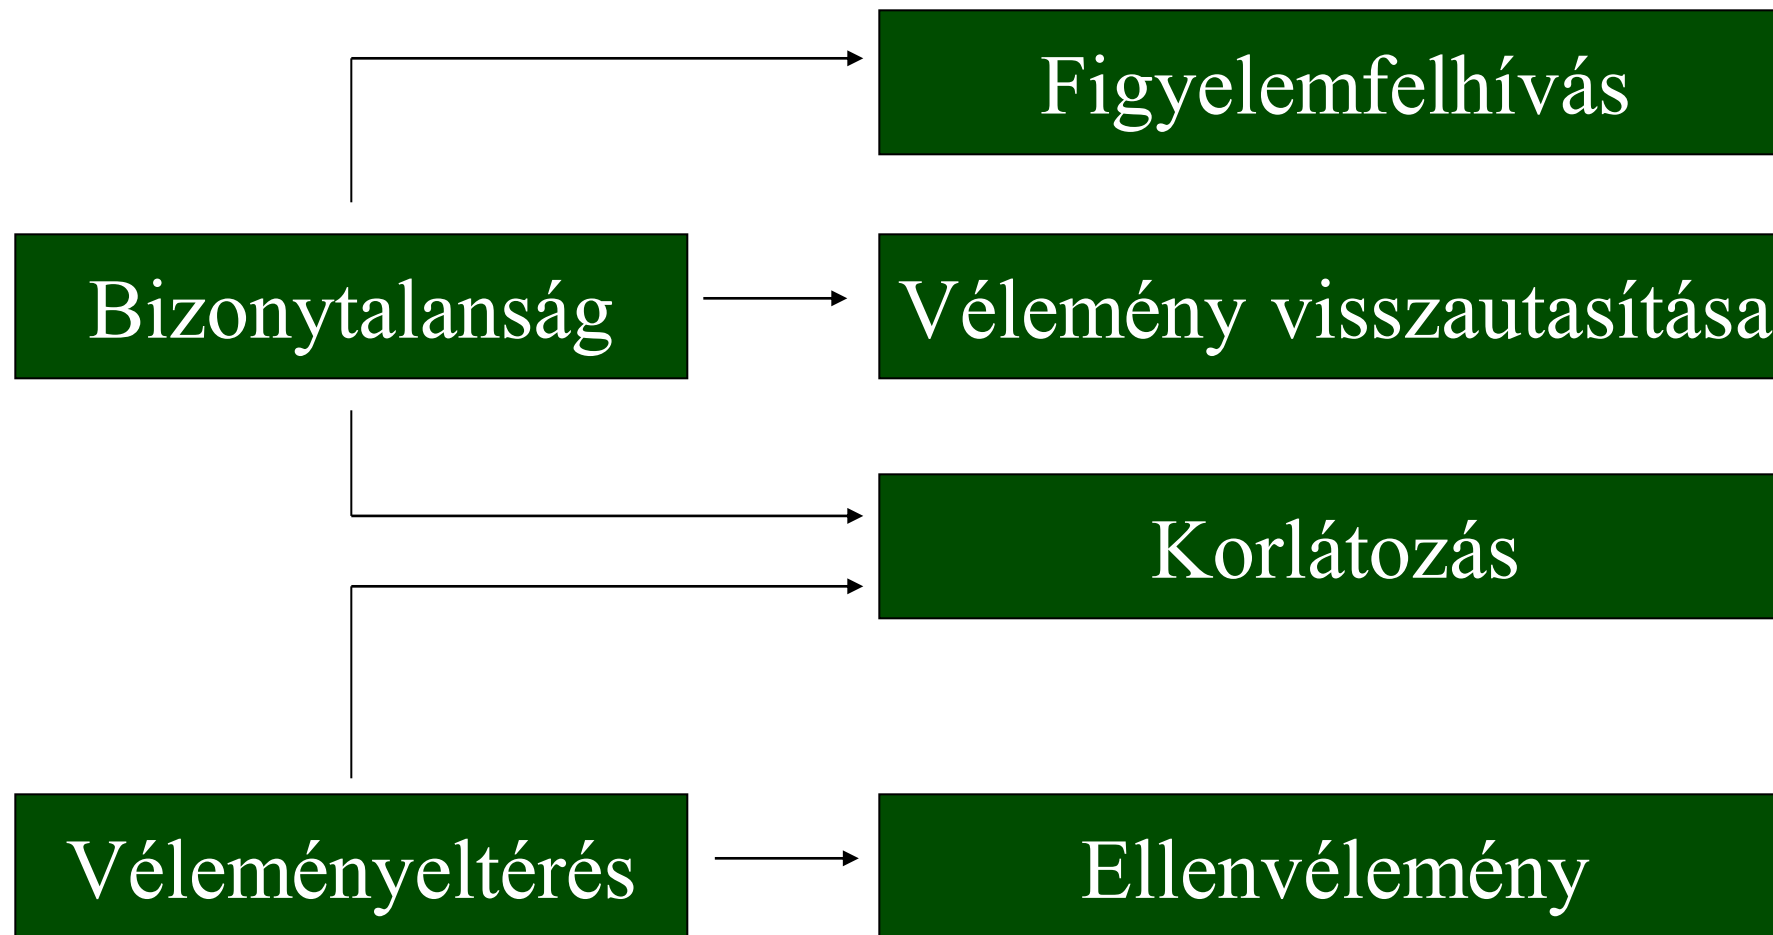 Figyelemfelhívás
Bizonytalanság
Vélemény visszautasítása
Korlátozás
Véleményeltérés
Ellenvélemény